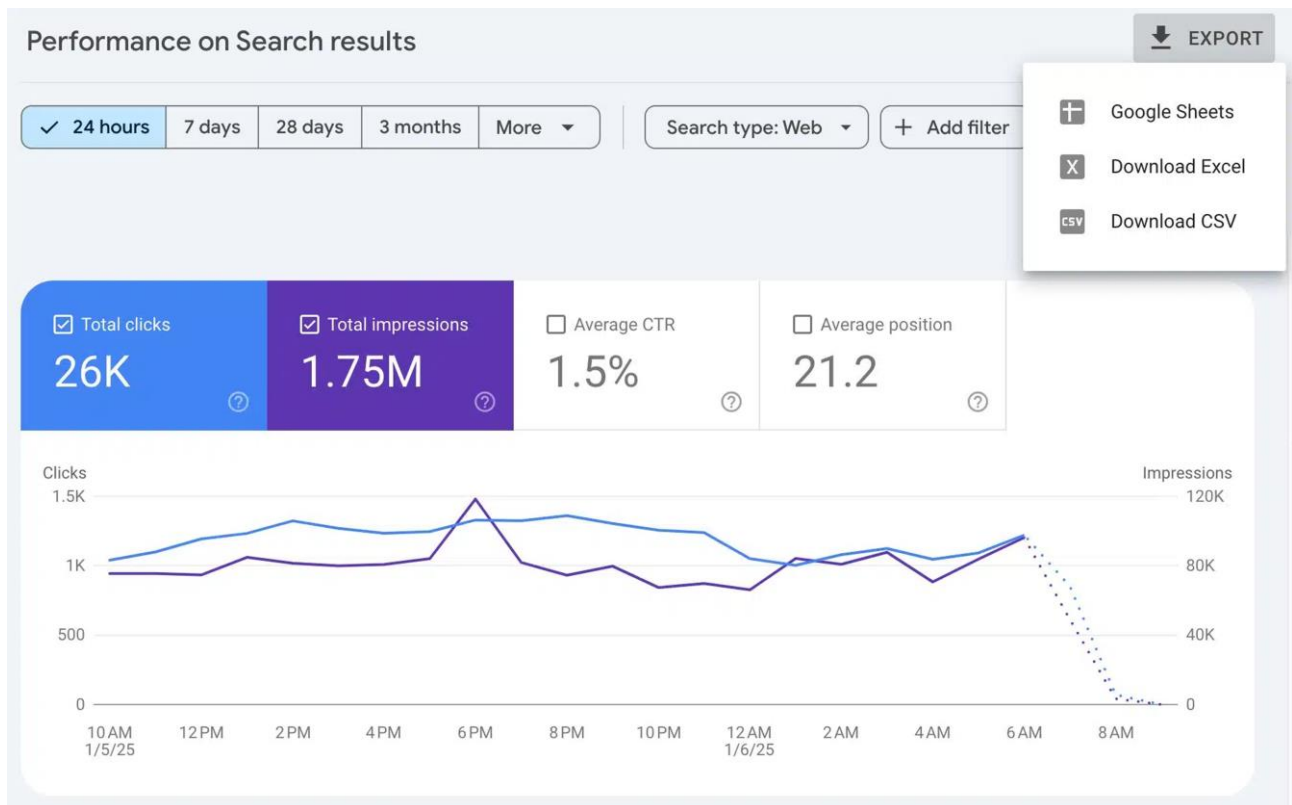 Performance on Search results
EXPORT
Google Sheets
Download Excel
CSV Download CSV
24 hours 7 days 28 days 3 months More Search type: Web + Add filter
Total clicks
26K
Total impressions
1.75M
Average CTR
1.5%
Average position
21.2
Clicks Impressions
1.5K 120K
1K 80K
500 40K
0 0
10 AM 12 PM 2 PM 4 PM 6 PM 8 PM 10 PM 12 AM 2 AM 4 AM 6 AM 8 AM
1/5/25 1/6/25